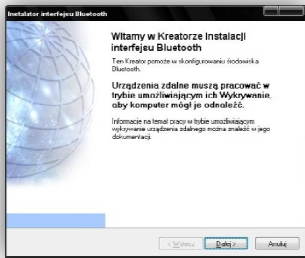 Instalator interfejsu Bluetooth
Witamy w Kreatorze Instalacji
interfejsu Bluetooth
Ten Kreator pomoże w skonfigurowaniu środowiska
Bluetooth.
Urządzenia zdalne muszą pracować w
trybie umożliwiającym ich Wykrywanie,
aby komputer mógł je odnaleźć.
Informacje na temat pracy w trybie umożliwiającym
wykrywanie urządzenia zdalnego można znaleźć w jego
dokumentacji.
< Wstecz Dalej > Anuluj